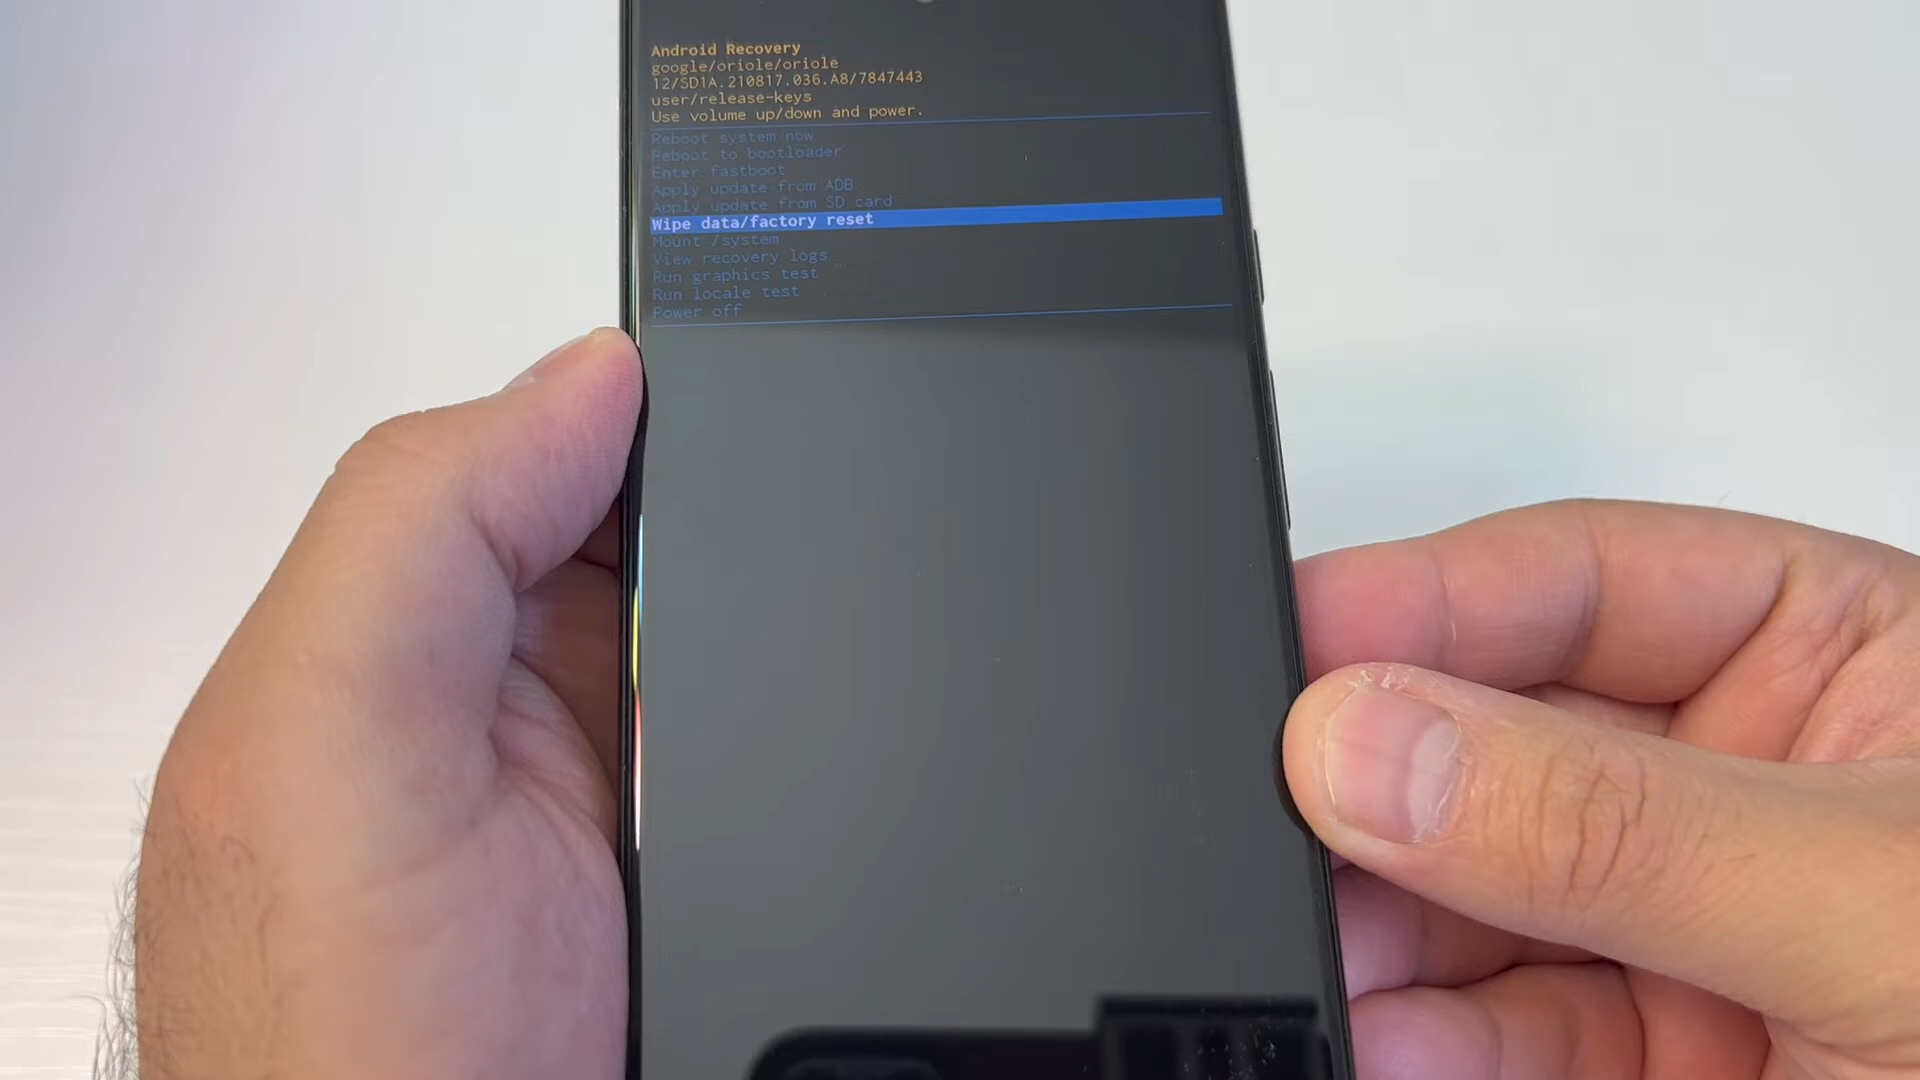 Android Recovery
google/oriole/oriole
12/SD1A.210817.036.A8/7847443
user/release-keys
Use volume up/down and power.
Reboot system now
Reboot to bootloader
Enter fastboot
Apply update from ADB
Apply update from SD card
Wipe data/factory reset
Mount /system
View recovery logs
Run graphics test
Run locale test
Power off